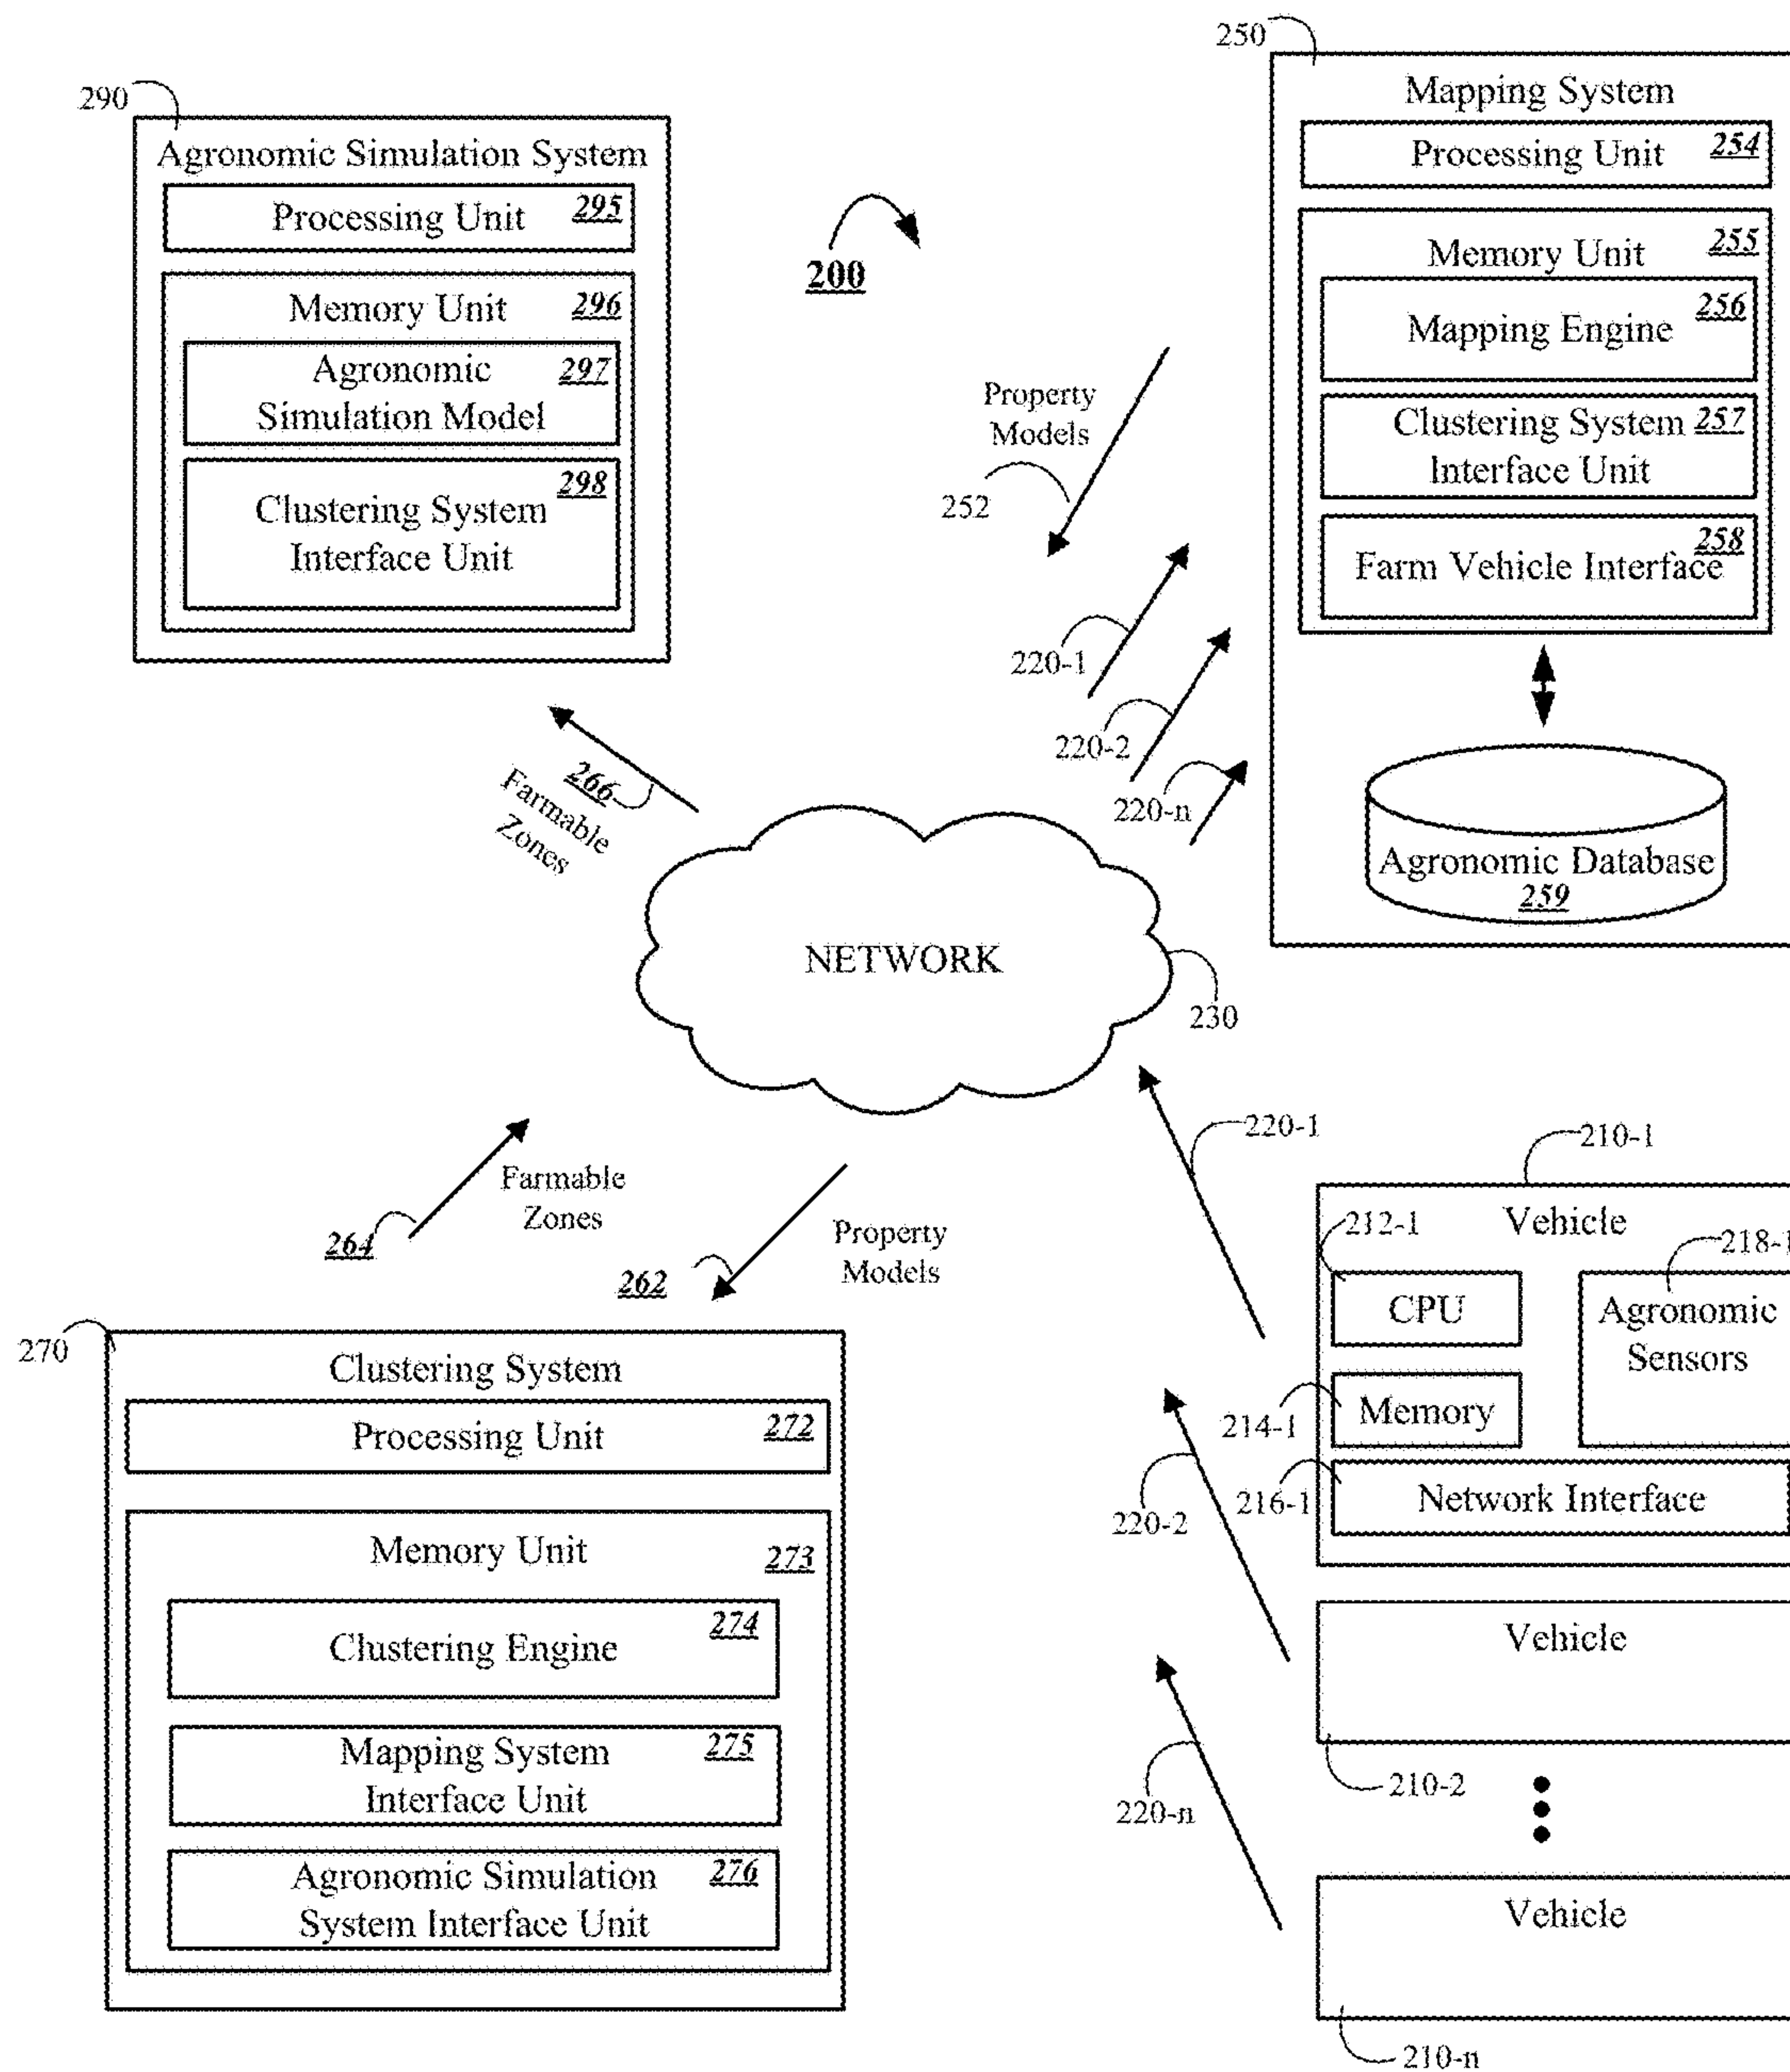 290
Agronomic Simulation System
Processing Unit 295
Memory Unit 296
Agronomic 297
Simulation Model
298
Clustering System
Interface Unit
200
250
Mapping System
Processing Unit 254
Memory Unit 255
Mapping Engine 256
Clustering System 257
Interface Unit
Farm Vehicle Interface 258
Agronomic Database
259
Property
Models
252
220-1
220-2
220-n
266
Farmable
Zones
NETWORK
230
264
Farmable
Zones
262
Property
Models
270
Clustering System
Processing Unit 272
Memory Unit 273
Clustering Engine 274
Mapping System 275
Interface Unit
Agronomic Simulation 276
System Interface Unit
220-1
220-2
220-n
210-1
Vehicle
212-1
CPU
218-1
Agronomic
Sensors
214-1
Memory
216-1
Network Interface
Vehicle
210-2
Vehicle
210-n